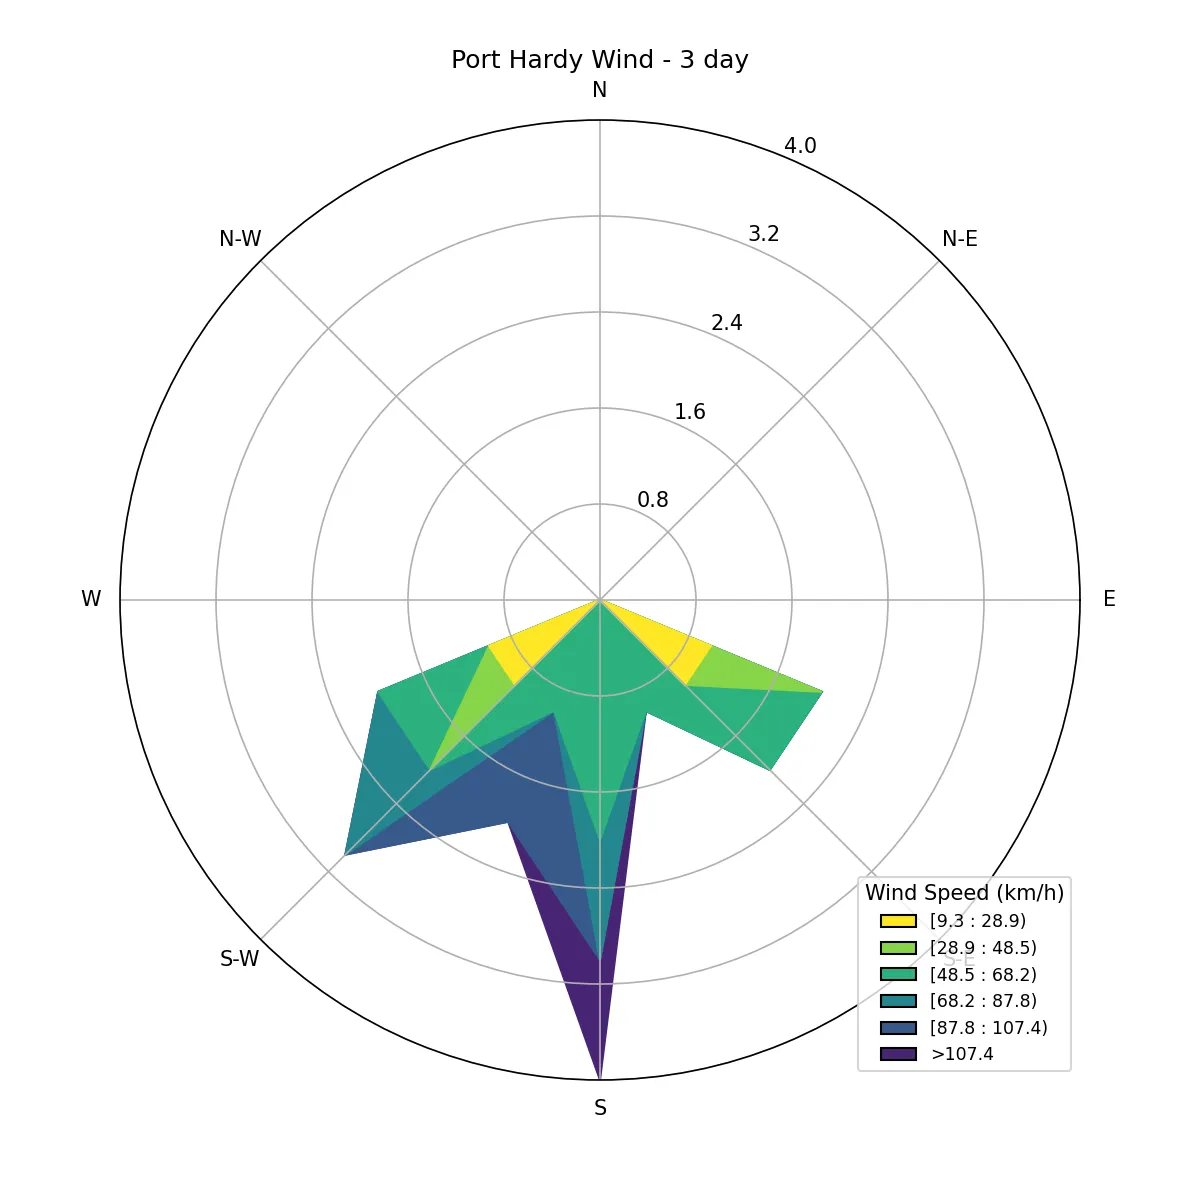 Port Hardy Wind - 3 day
N
4.0
N-W
3.2
N-E
2.4
1.6
0.8
W
E
Wind Speed (km/h)
[9.3 : 28.9)
[28.9 : 48.5)
S-W
S-E
[48.5 : 68.2)
[68.2 : 87.8)
[87.8 : 107.4)
>107.4
S